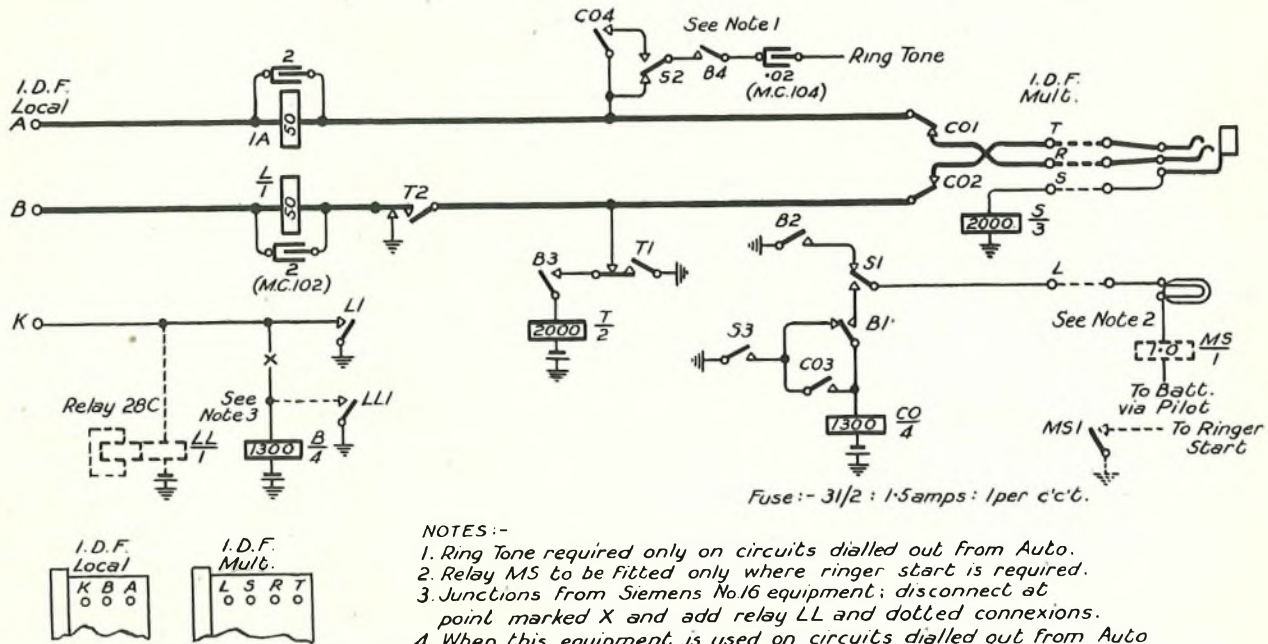 CO4
See Note 1
2
S2
B4
Ring Tone
.02
(M.C.104)
I.D.F.
Local
I.D.F.
Mult.
A
1A
50
CO1
T
R
S
L/1
50
T2
CO2
B
2000
S/3
2
(M.C.102)
B2
B3
T1
S1
L
K
L1
2000
T/2
See Note 2
S3
B1
CO3
1·0
MS/1
See
Note 3
LL1
Relay 28C
To Batt.
via Pilot
LL/1
1300
B/4
1300
CO/4
MS1
To Ringer
Start
Fuse:- 31/2 : 1·5amps : 1per c'c't.
NOTES:-
I.D.F.
Local
I.D.F.
Mult.
1. Ring Tone required only on circuits dialled out from Auto.
K B A
L S R T
2. Relay MS to be fitted only where ringer start is required.
3. Junctions from Siemens No.16 equipment; disconnect at
point marked X and add relay LL and dotted connexions.
4. When this equipment is used on circuits dialled out from Auto